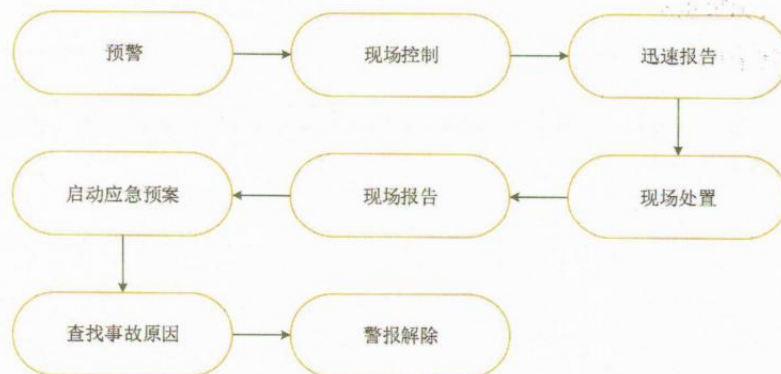 预警
现场控制
迅速报告
现场处置
现场报告
启动应急预案
查找事故原因
警报解除